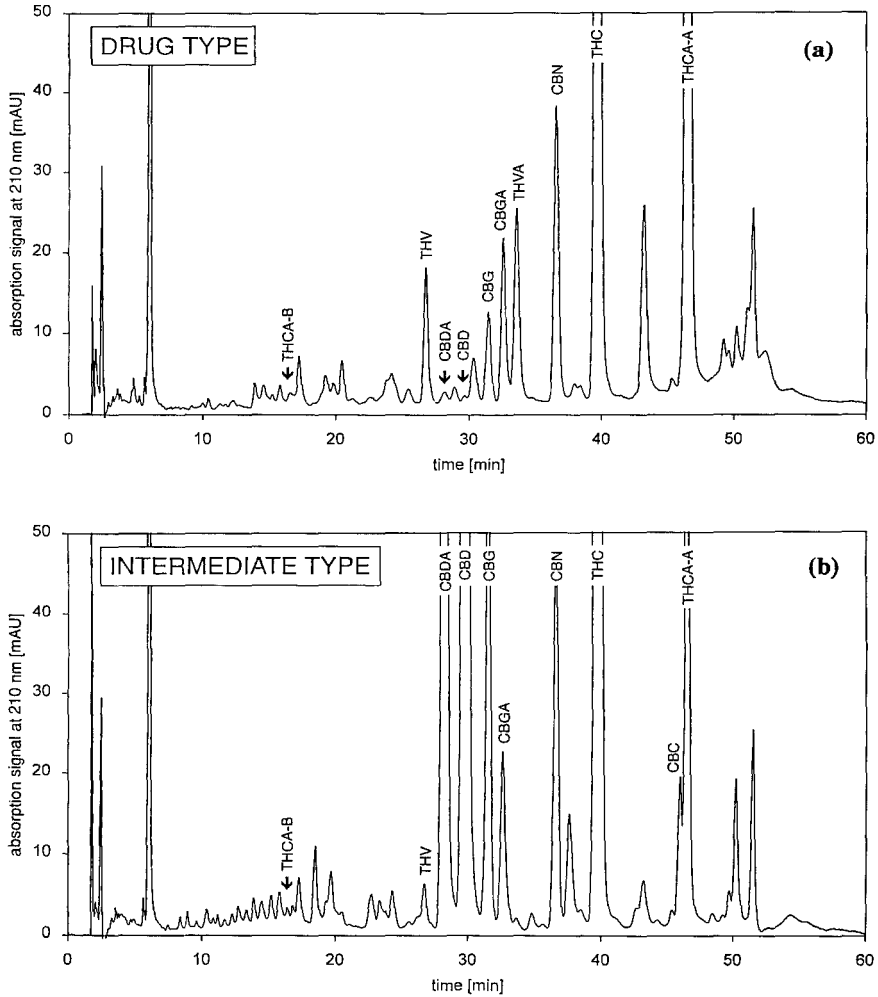 DRUG TYPE
(a)
absorption signal at 210 nm [mAU]
50
40
30
20
10
0
THCA-B
THV
CBDA
CBD
CBG
CBGA
THVA
CBN
THC
THCA-A
0 10 20 30 40 50 60
time [min]
INTERMEDIATE TYPE
(b)
absorption signal at 210 nm [mAU]
50
40
30
20
10
0
THCA-B
THV
CBDA
CBD
CBG
CBGA
CBN
THC
CBC
THCA-A
0 10 20 30 40 50 60
time [min]